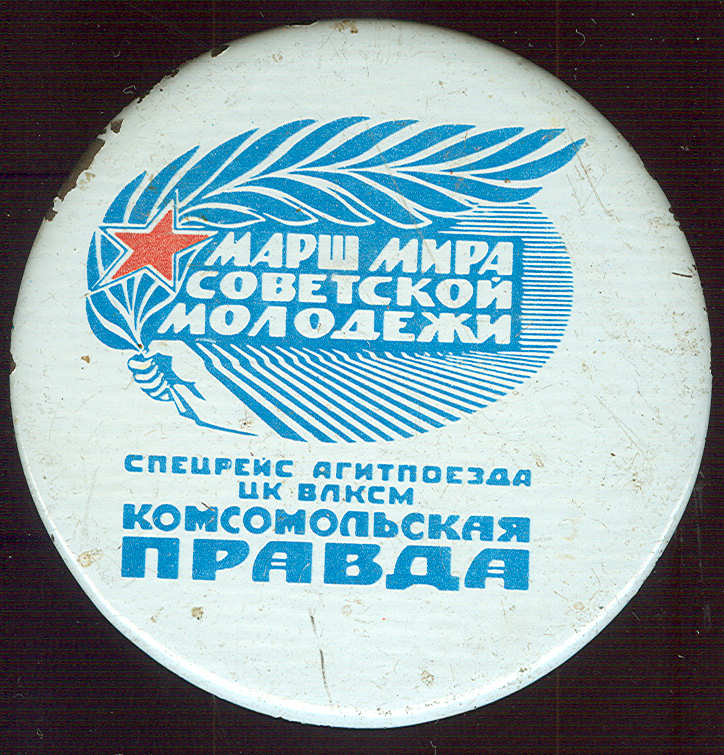 МАРШ МИРА
СОВЕТСКОЙ
МОЛОДЕЖИ
СПЕЦРЕЙС АГИТПОЕЗДА
ЦК ВЛКСМ
КОМСОМОЛЬСКАЯ
ПРАВДА